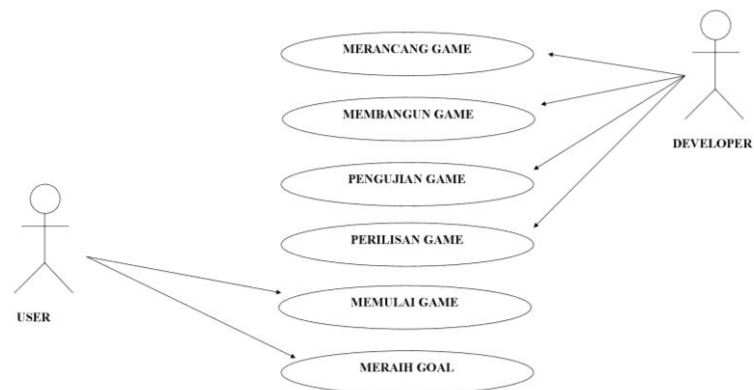 MERANCANG GAME
MEMBANGUN GAME
DEVELOPER
PENGUJIAN GAME
PERILISAN GAME
MEMULAI GAME
USER
MERAIH GOAL